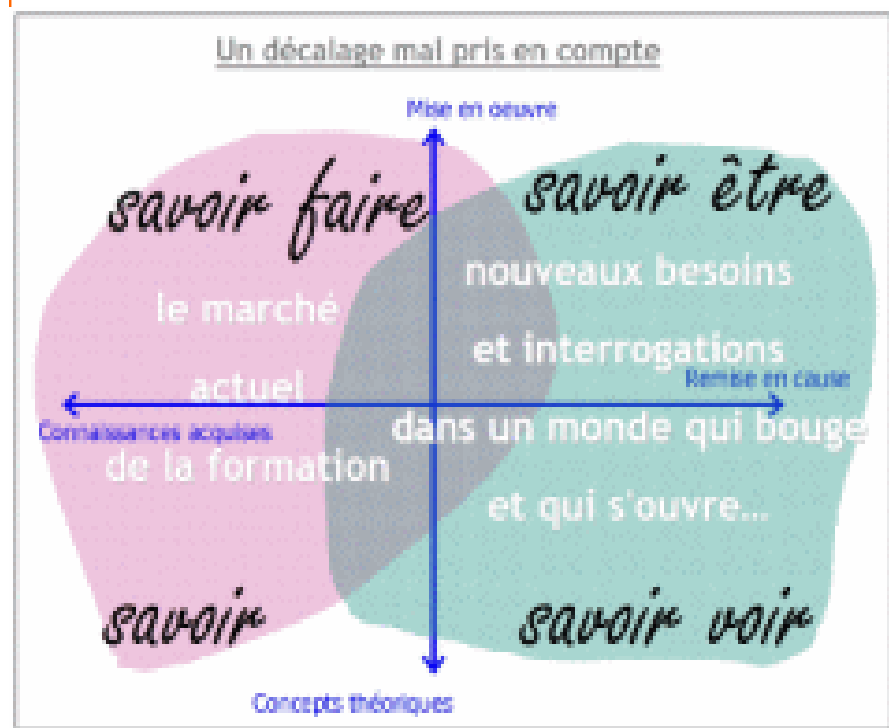 Un décalage mal pris en compte
Mise en oeuvre
savoir faire
savoir être
le marché
actuel
de la formation
nouveaux besoins
et interrogations
Remise en cause
Connaissances acquises
dans un monde qui bouge
et qui s'ouvre...
savoir
savoir voir
Concepts théoriques